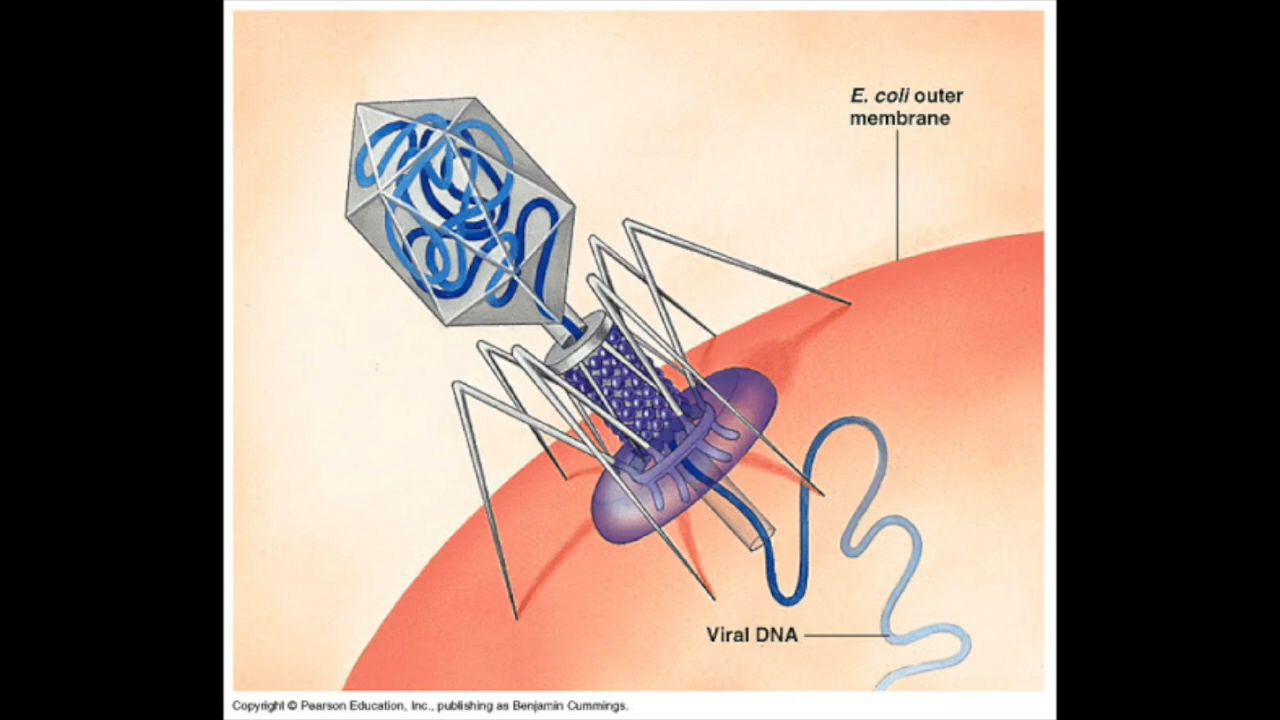 E. coli outer
membrane
Viral DNA
Copyright © Pearson Education, Inc., publishing as Benjamin Cummings.